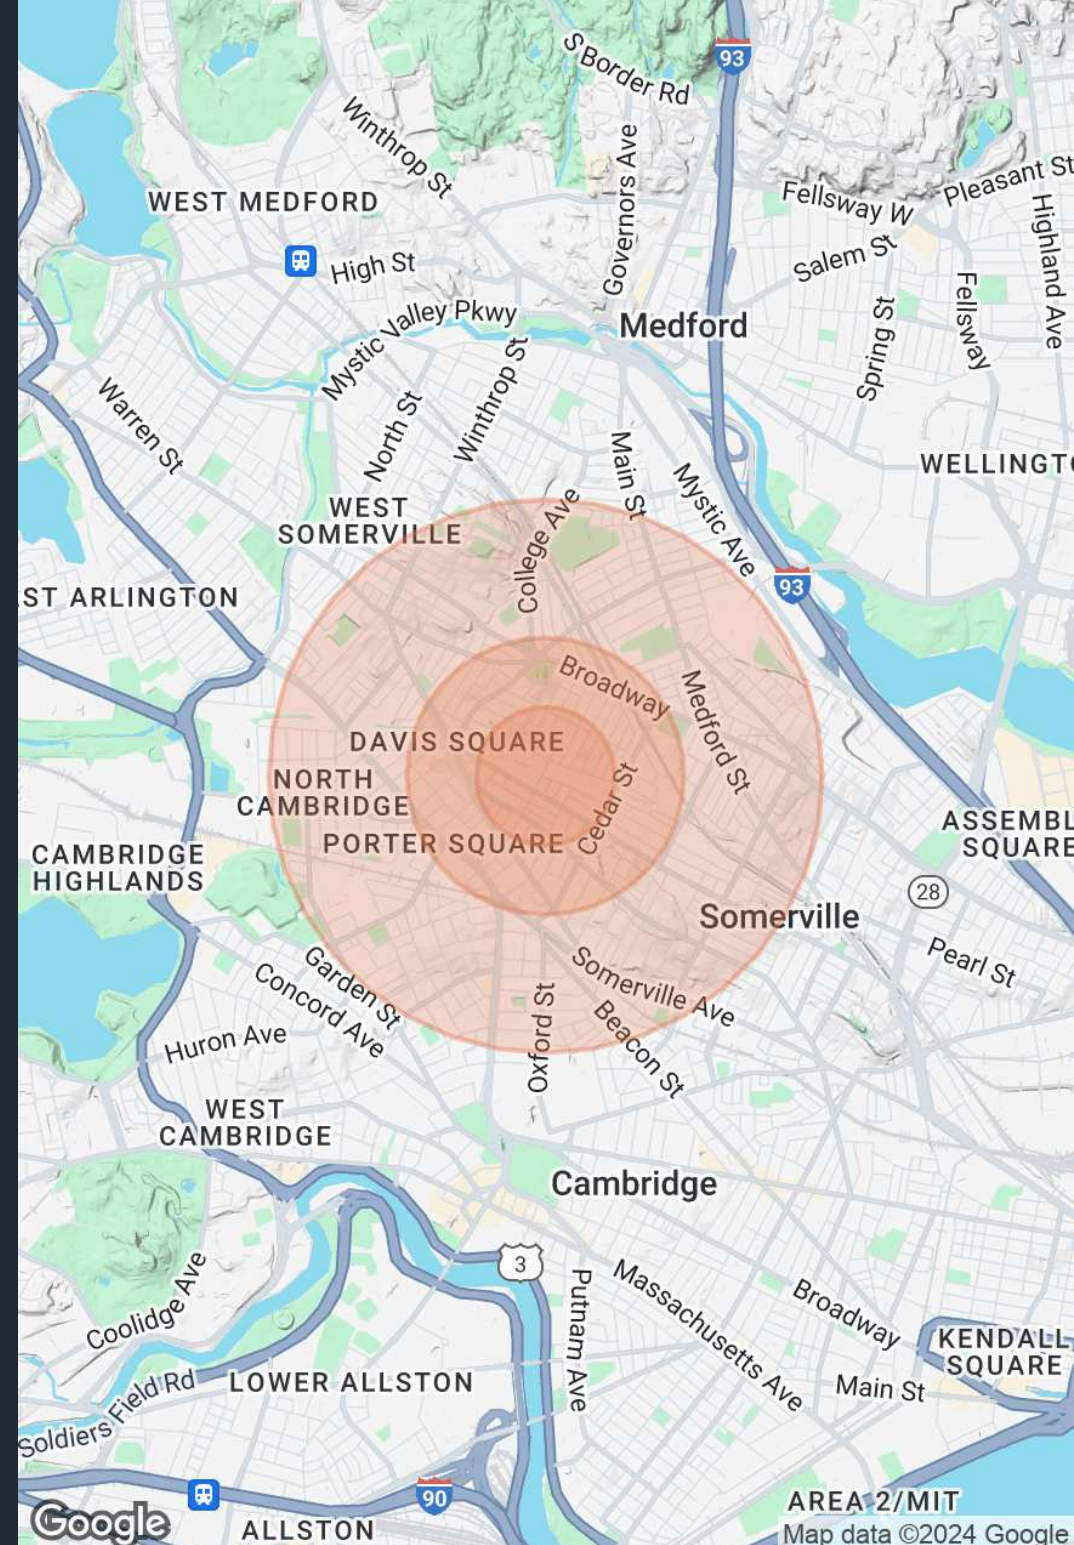 S Border Rd
93
Winthrop St
Governors Ave
Pleasant St
Fellsway W
WEST MEDFORD
Highland Ave
Salem St
High St
Mystic Valley Pkwy
Medford
Spring St
Fellsway
Winthrop St
Warren St
North St
Main St
WELLINGTO
Mystic Ave
WEST
SOMERVILLE
College Ave
93
ST ARLINGTON
Broadway
Medford St
DAVIS SQUARE
NORTH
CAMBRIDGE
Cedar St
PORTER SQUARE
ASSEMBL
SQUARE
CAMBRIDGE
HIGHLANDS
28
Somerville
Pearl St
Garden St
Somerville Ave
Concord Ave
Oxford St
Beacon St
Huron Ave
WEST
CAMBRIDGE
Cambridge
3
Coolidge Ave
Putnam Ave
Massachusetts Ave
Broadway
KENDALL
SQUARE
LOWER ALLSTON
Main St
Soldiers Field Rd
90
AREA 2/MIT
Google
ALLSTON
Map data ©2024 Google